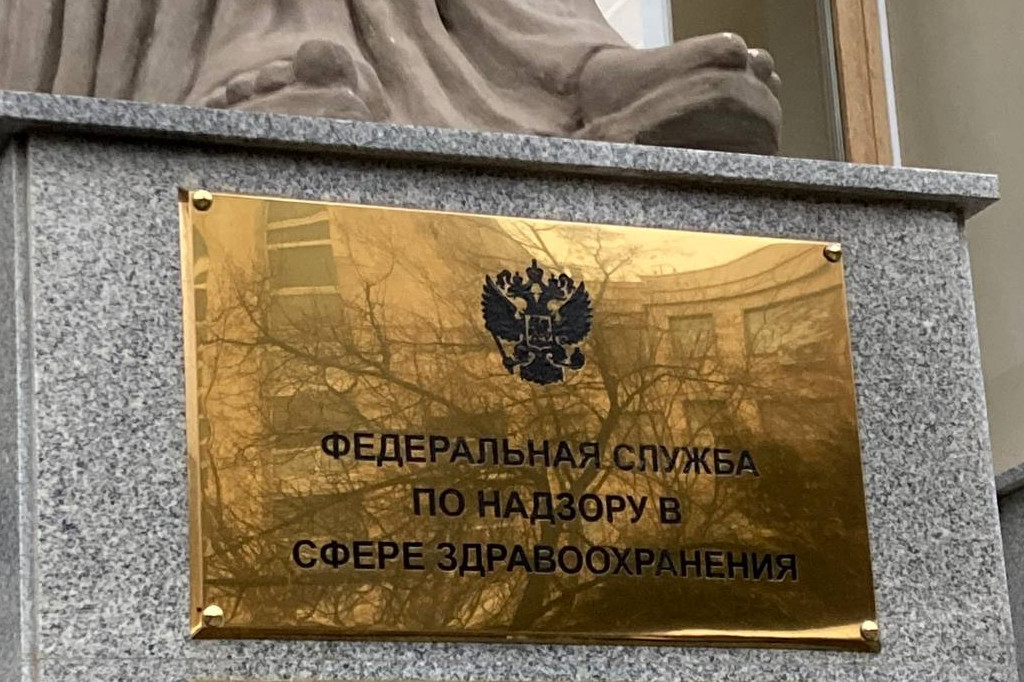 ФЕДЕРАЛЬНАЯ СЛУЖБА
ПО НАДЗОРУ В
СФЕРЕ ЗДРАВООХРАНЕНИЯ